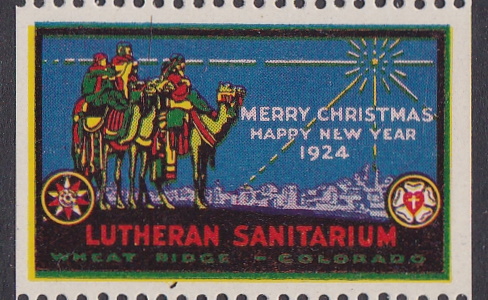 MERRY CHRISTMAS
HAPPY NEW YEAR
1924
LUTHERAN SANITARIUM
WHEAT RIDGE - COLORADO